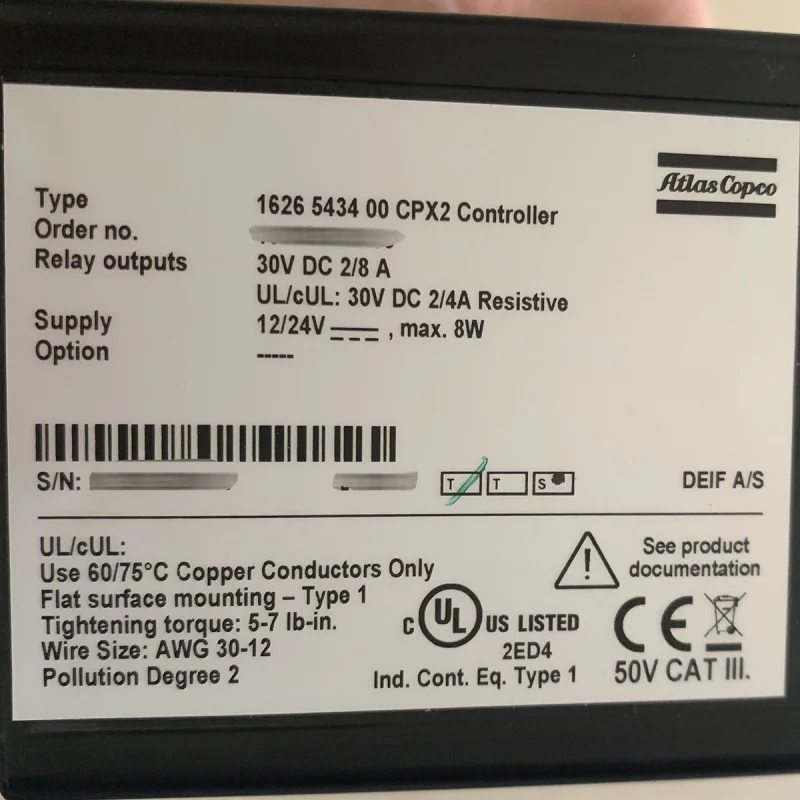 Atlas Copco
Type 1626 5434 00 CPX2 Controller
Order no.
Relay outputs 30V DC 2/8 A
UL/cUL: 30V DC 2/4A Resistive
Supply 12/24V , max. 8W
Option -----
S/N: T T S DEIF A/S
UL/cUL:
Use 60/75°C Copper Conductors Only
Flat surface mounting – Type 1
Tightening torque: 5-7 lb-in.
Wire Size: AWG 30-12
Pollution Degree 2
C UL US LISTED
2ED4
Ind. Cont. Eq. Type 1
! See product
documentation
CE
50V CAT III.